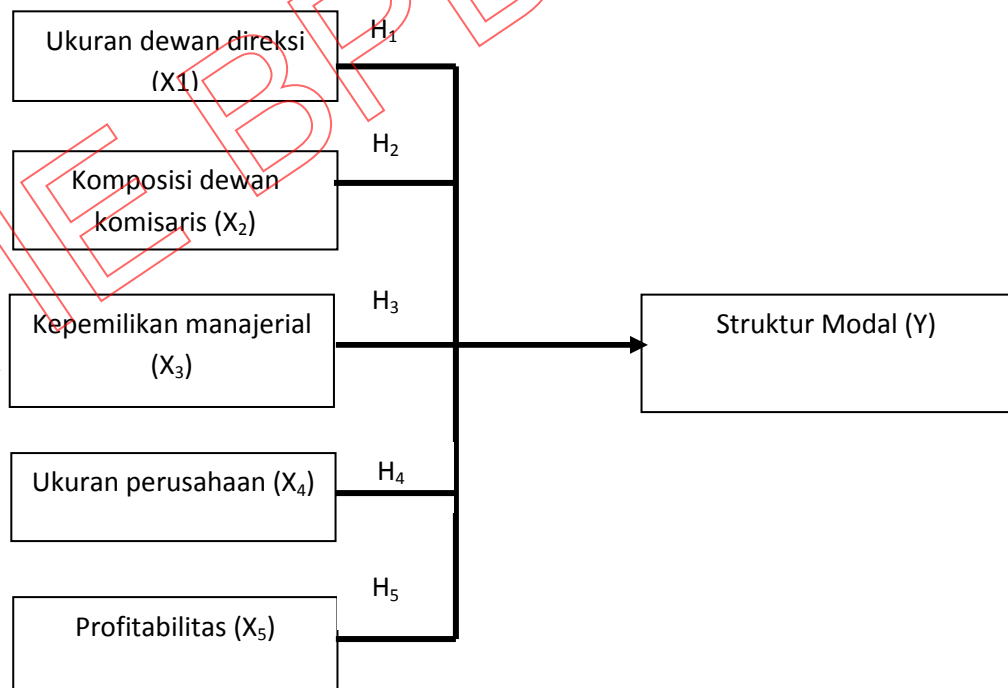 Ukuran dewan direksi
(X1)
H₁
Komposisi dewan
komisaris (X₂)
H₂
Kepemilikan manajerial
(X₃)
H₃
Struktur Modal (Y)
Ukuran perusahaan (X₄)
H₄
Profitabilitas (X₅)
H₅